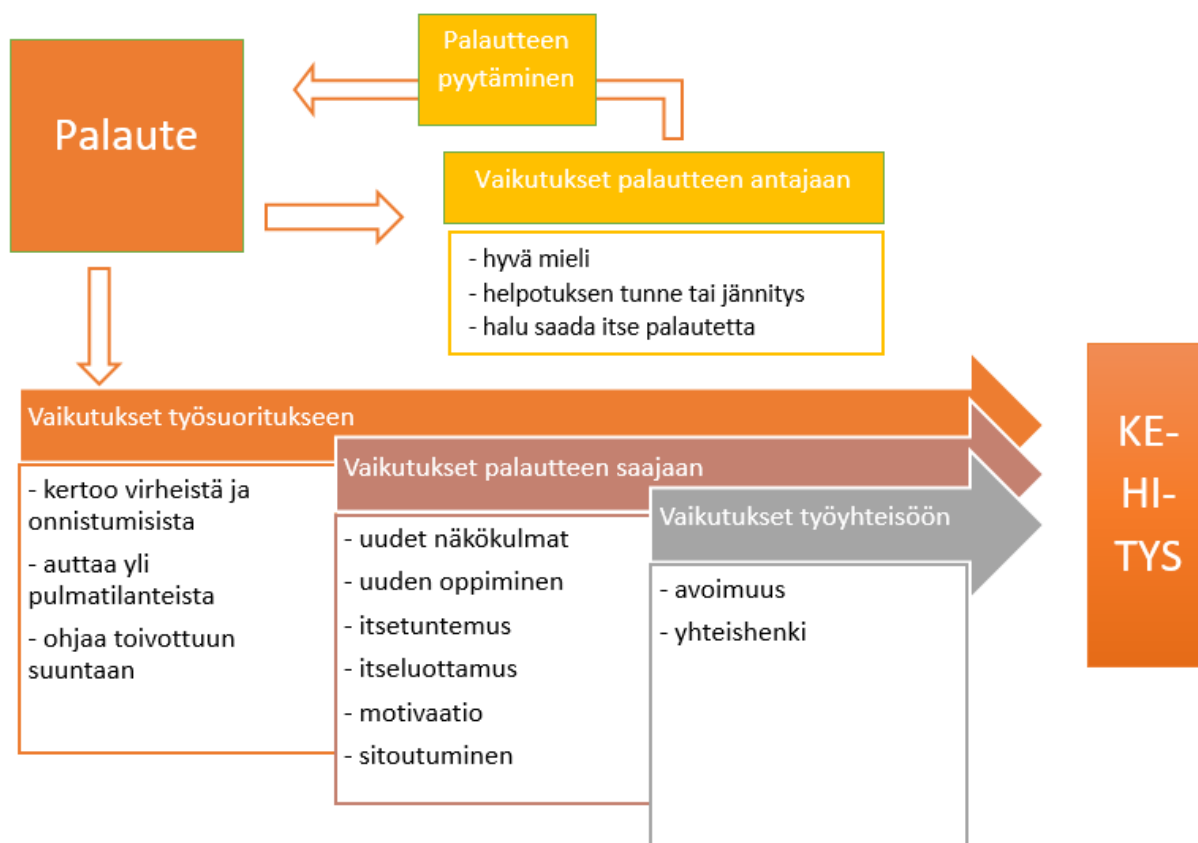 Palaute
Palautteen
pyytäminen
Vaikutukset palautteen antajaan
- hyvä mieli
- helpotuksen tunne tai jännitys
- halu saada itse palautetta
Vaikutukset työsuoritukseen
- kertoo virheistä ja
onnistumisista
- auttaa yli
pulmatilanteista
- ohjaa toivottuun
suuntaan
Vaikutukset palautteen saajaan
- uudet näkökulmat
- uuden oppiminen
- itsetuntemus
- itseluottamus
- motivaatio
- sitoutuminen
Vaikutukset työyhteisöön
- avoimuus
- yhteishenki
KE-
HI-
TYS